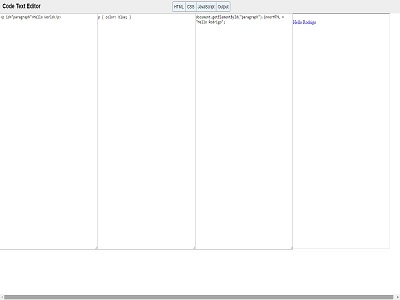 Code Text Editor
HTML CSS JavaScript Output
<p id="paragraph">Hello World</p>
p { color: blue; }
document.getElementById("paragraph").innerHTML =
"Hello Rodrigo";
Hello Rodrigo